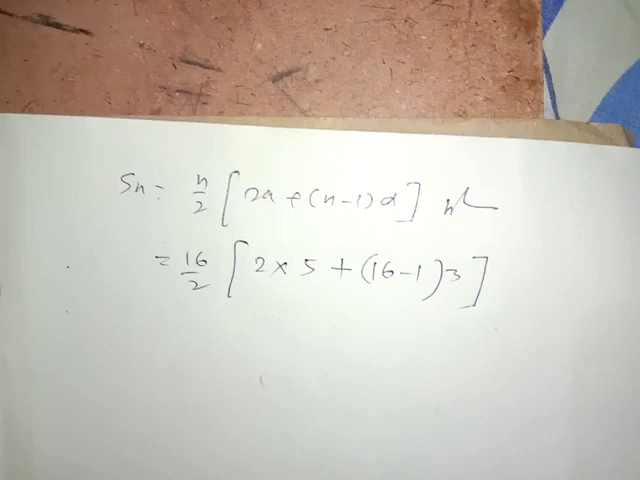 Sn = n/2 [2a + (n-1)d]
= 16/2 [2 × 5 + (16-1)3]